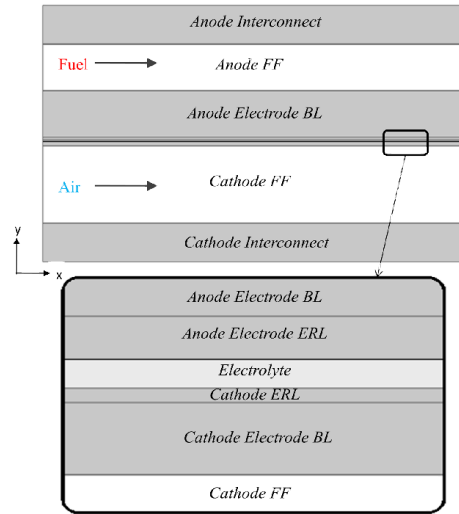 Anode Interconnect
Fuel
Anode FF
Anode Electrode BL
Cathode FF
Air
Cathode Interconnect
y
x
Anode Electrode BL
Anode Electrode ERL
Electrolyte
Cathode ERL
Cathode Electrode BL
Cathode FF